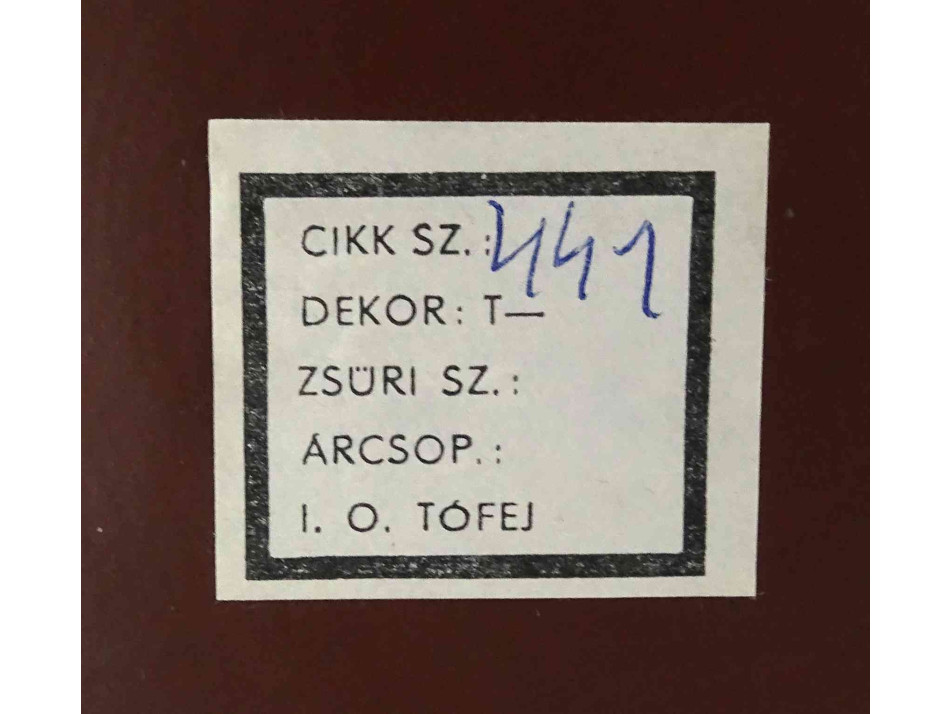 CIKK SZ.: 441
DEKOR: T—
ZSÜRI SZ.:
ÁRCSOP.:
I. O. TÓFEJ